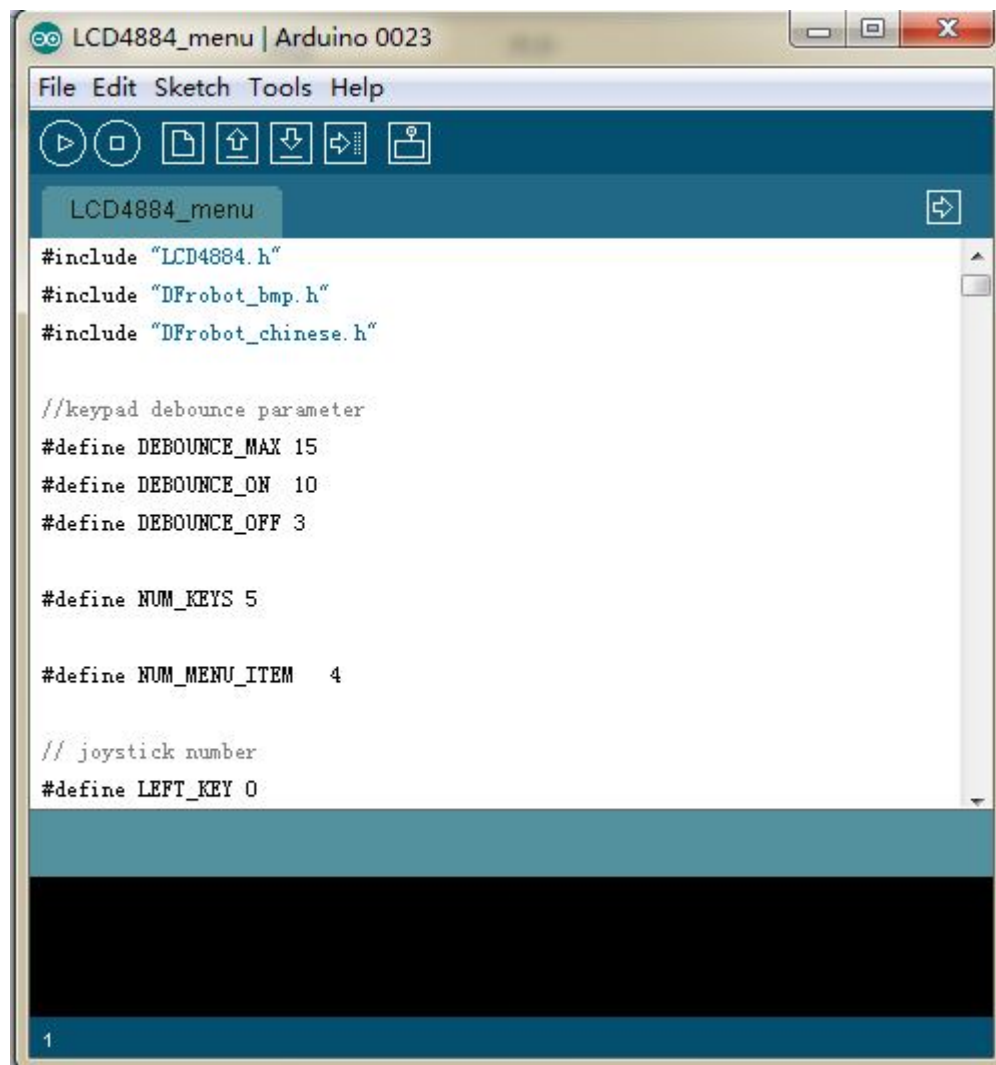 LCD4884_menu | Arduino 0023
File Edit Sketch Tools Help
LCD4884_menu
#include "LCD4884.h"
#include "DFrobot_bmp.h"
#include "DFrobot_chinese.h"
//keypad debounce parameter
#define DEBOUNCE_MAX 15
#define DEBOUNCE_ON  10
#define DEBOUNCE_OFF 3
#define NUM_KEYS 5
#define NUM_MENU_ITEM   4
// joystick number
#define LEFT_KEY 0
1